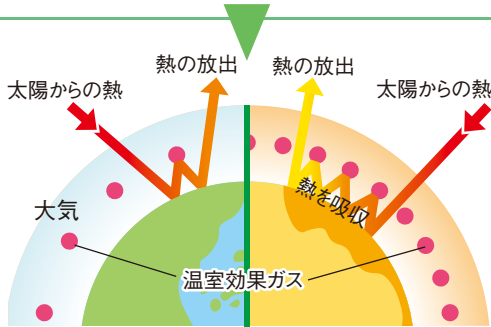 熱の放出
熱の放出
太陽からの熱
太陽からの熱
大気
熱を吸収
温室効果ガス